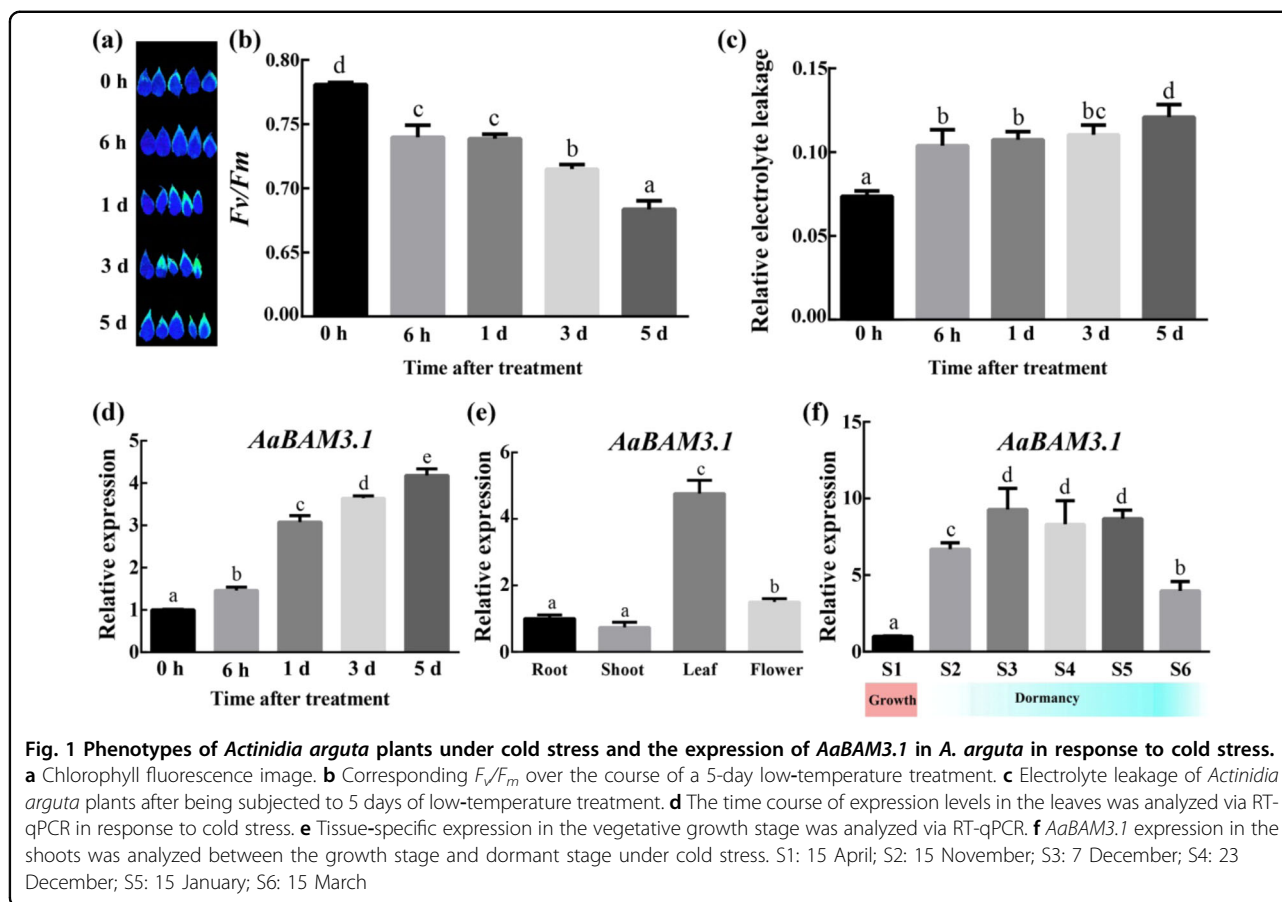 (a)
0 h
6 h
1 d
3 d
5 d
(b)
Fv/Fm
0.80
0.75
0.70
0.65
0.00
d
c
c
b
a
0 h 6 h 1 d 3 d 5 d
Time after treatment
(c)
Relative electrolyte leakage
0.15
0.10
0.05
0.00
a
b
b
bc
d
0 h 6 h 1 d 3 d 5 d
Time after treatment
(d)
AaBAM3.1
Relative expression
5
4
3
2
1
0
a
b
c
d
e
0 h 6 h 1 d 3 d 5 d
Time after treatment
(e)
AaBAM3.1
Relative expression
6
4
2
0
a
a
c
b
Root Shoot Leaf Flower
(f)
AaBAM3.1
Relative expression
15
10
5
0
a
c
d
d
d
b
S1 S2 S3 S4 S5 S6
Growth Dormancy
Fig. 1 Phenotypes of Actinidia arguta plants under cold stress and the expression of AaBAM3.1 in A. arguta in response to cold stress.
a Chlorophyll fluorescence image. b Corresponding Fv/Fm over the course of a 5-day low-temperature treatment. c Electrolyte leakage of Actinidia
arguta plants after being subjected to 5 days of low-temperature treatment. d The time course of expression levels in the leaves was analyzed via RT-
qPCR in response to cold stress. e Tissue-specific expression in the vegetative growth stage was analyzed via RT-qPCR. f AaBAM3.1 expression in the
shoots was analyzed between the growth stage and dormant stage under cold stress. S1: 15 April; S2: 15 November; S3: 7 December; S4: 23
December; S5: 15 January; S6: 15 March